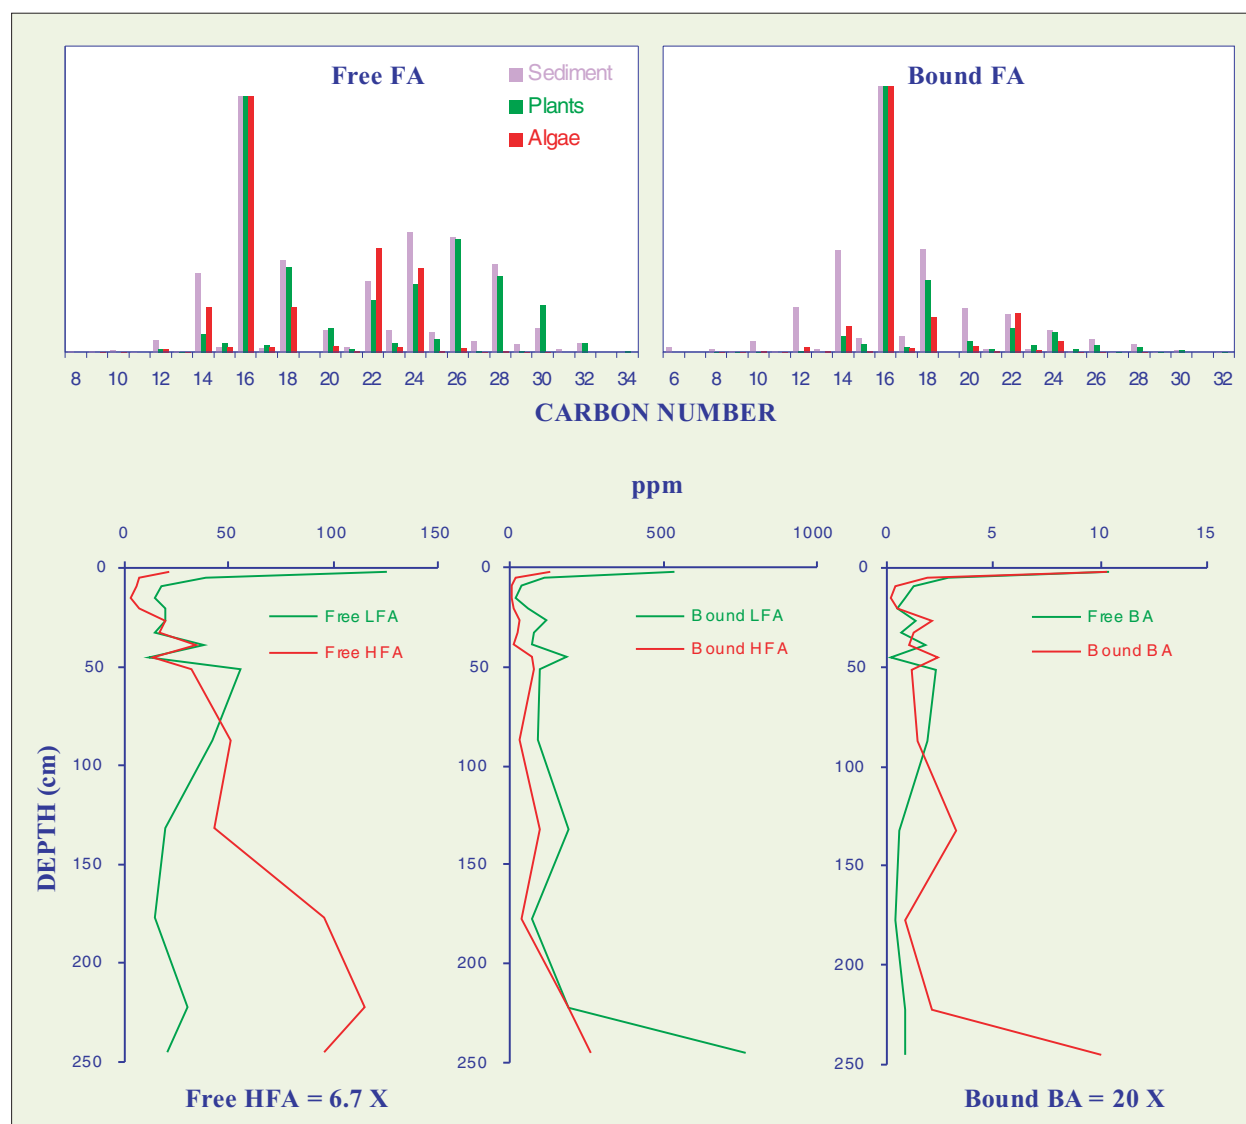 Free FA
Sediment
Plants
Algae
Bound FA
8 10 12 14 16 18 20 22 24 26 28 30 32 34
6 8 10 12 14 16 18 20 22 24 26 28 30 32
CARBON NUMBER
ppm
0 50 100 150
0 500 1000
0 5 10 15
DEPTH (cm)
0
50
100
150
200
250
Free LFA
Free HFA
0
50
100
150
200
250
Bound LFA
Bound HFA
0
50
100
150
200
250
Free BA
Bound BA
Free HFA = 6.7 X
Bound BA = 20 X